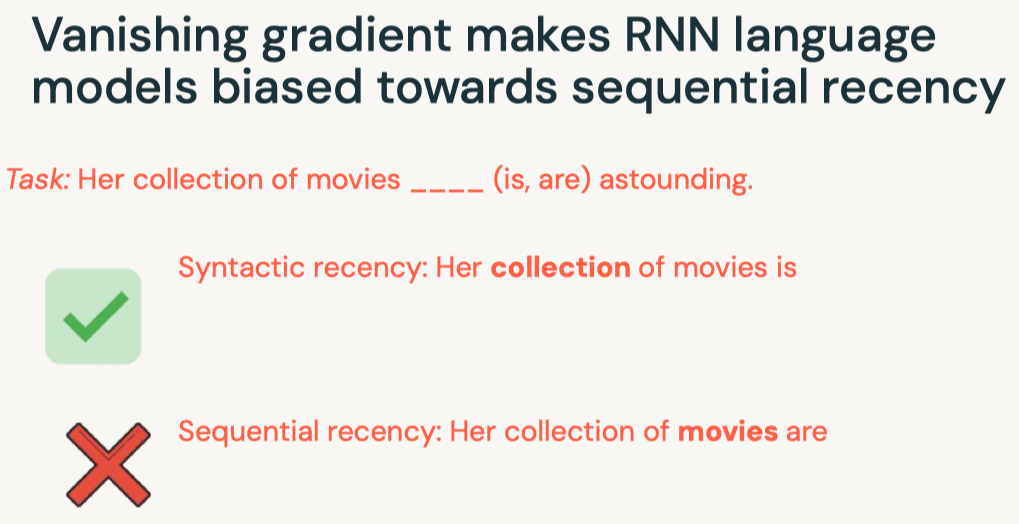 Vanishing gradient makes RNN language
models biased towards sequential recency
Task: Her collection of movies ____ (is, are) astounding.
Syntactic recency: Her collection of movies is
Sequential recency: Her collection of movies are